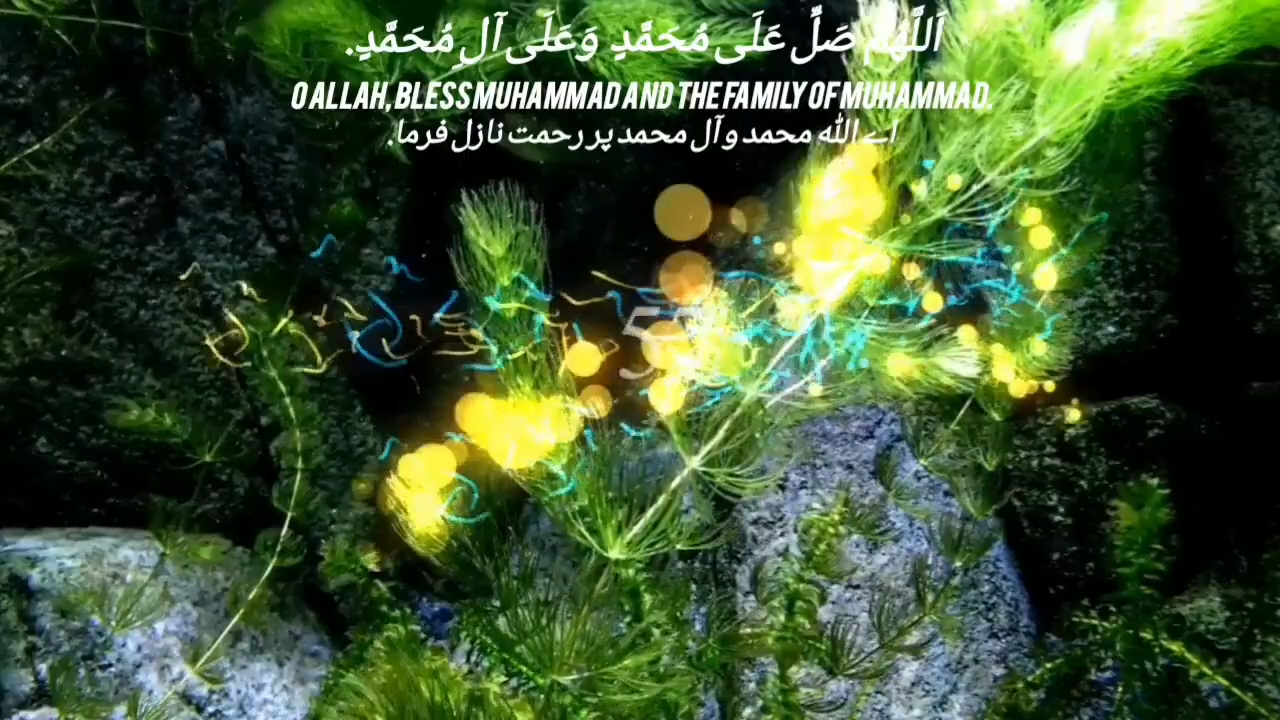 اَللّٰهُمَّ صَلِّ عَلَى مُحَمَّدٍ وَعَلَى آلِ مُحَمَّدٍ.
O ALLAH, BLESS MUHAMMAD AND THE FAMILY OF MUHAMMAD.
اے اللہ محمد و آل محمد پر رحمت نازل فرما.